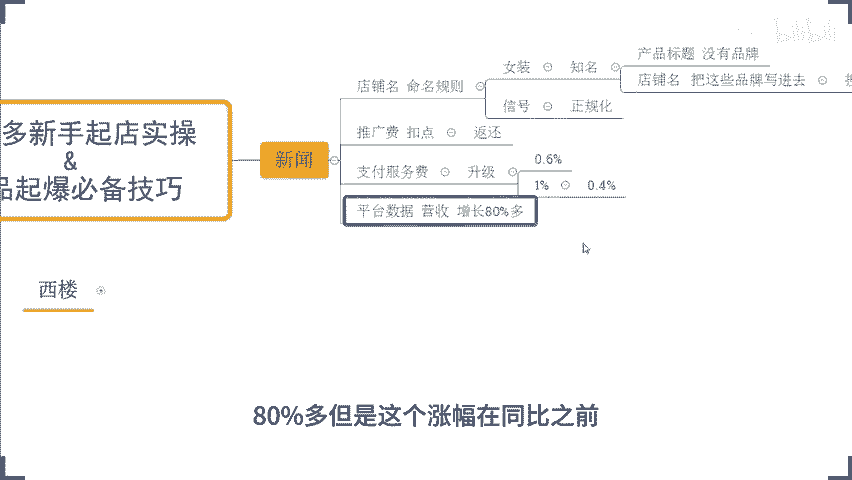 多新手起店实操
&
品起爆必备技巧
新闻
店铺名 命名规则
女装
知名
产品标题 没有品牌
店铺名 把这些品牌写进去
信号
正规化
推广费 扣点
返还
支付服务费
升级
0.6%
1%
0.4%
平台数据 营收 增长80%多
西楼
80%多但是这个涨幅在同比之前
bilibili